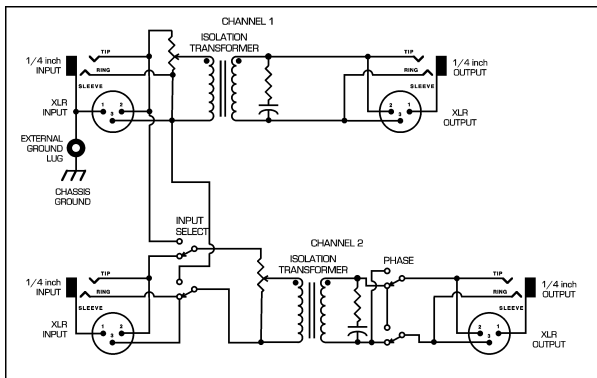 CHANNEL 1
ISOLATION
TRANSFORMER
TIP
1/4 inch
INPUT
RING
SLEEVE
XLR
INPUT
1
2
3
EXTERNAL
GROUND
LUG
CHASSIS
GROUND
TIP
1/4 inch
OUTPUT
RING
SLEEVE
XLR
OUTPUT
2
1
3
INPUT
SELECT
CHANNEL 2
ISOLATION
TRANSFORMER
PHASE
TIP
1/4 inch
INPUT
RING
SLEEVE
XLR
INPUT
1
2
3
TIP
1/4 inch
OUTPUT
RING
SLEEVE
XLR
OUTPUT
2
1
3